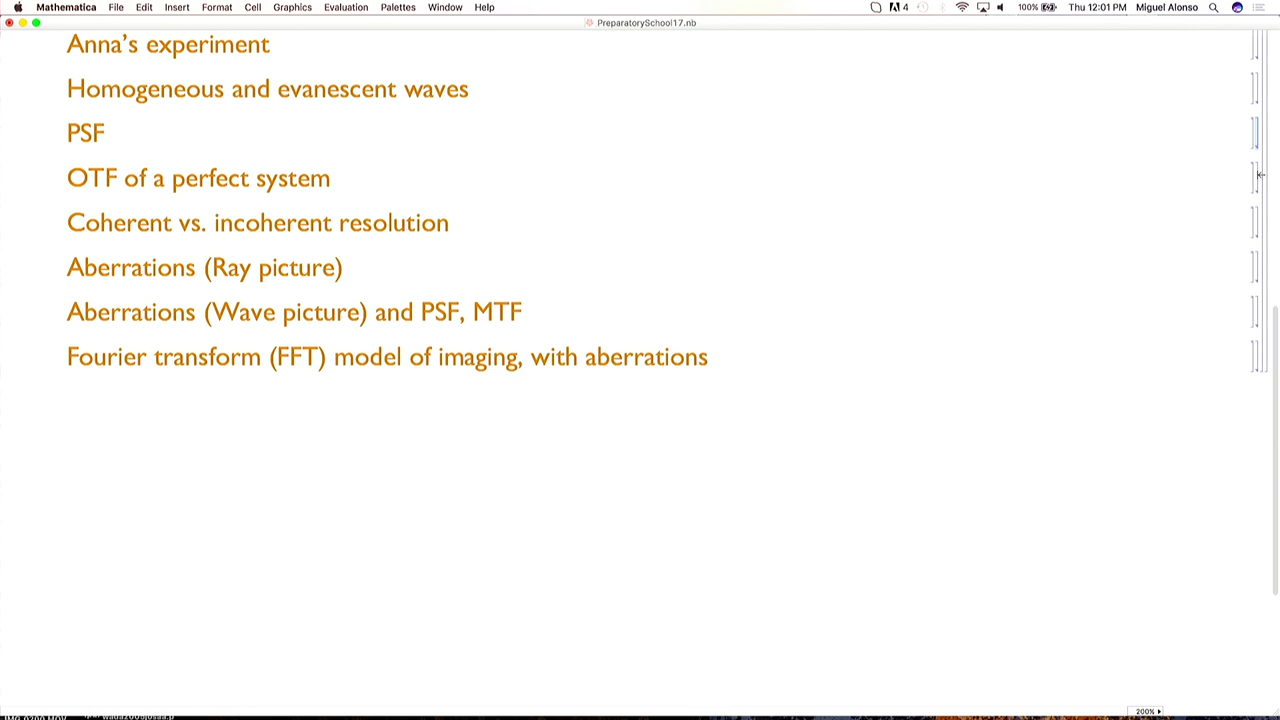 Mathematica File Edit Insert Format Cell Graphics Evaluation Palettes Window Help 4 100% Thu 12:01 PM Miguel Alonso
PreparatorySchool17.nb
Anna's experiment
Homogeneous and evanescent waves
PSF
OTF of a perfect system
Coherent vs. incoherent resolution
Aberrations (Ray picture)
Aberrations (Wave picture) and PSF, MTF
Fourier transform (FFT) model of imaging, with aberrations
200%